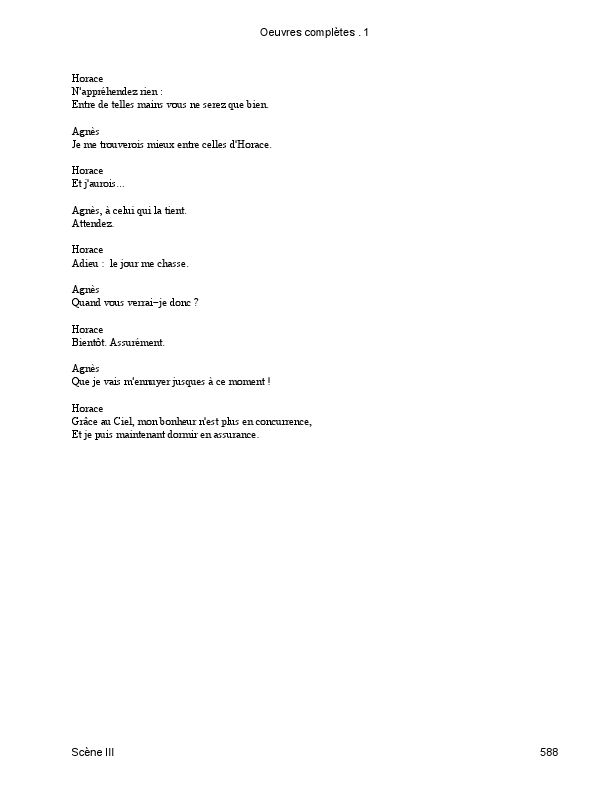 Oeuvres complètes . 1
Horace
N'appréhendez rien :
Entre de telles mains vous ne serez que bien.
Agnès
Je me trouverois mieux entre celles d'Horace.
Horace
Et j'aurois...
Agnès, à celui qui la tient.
Attendez.
Horace
Adieu : le jour me chasse.
Agnès
Quand vous verrai-je donc ?
Horace
Bientôt. Assurément.
Agnès
Que je vais m'ennuyer jusques à ce moment !
Horace
Grâce au Ciel, mon bonheur n'est plus en concurrence,
Et je puis maintenant dormir en assurance.
Scène III
588